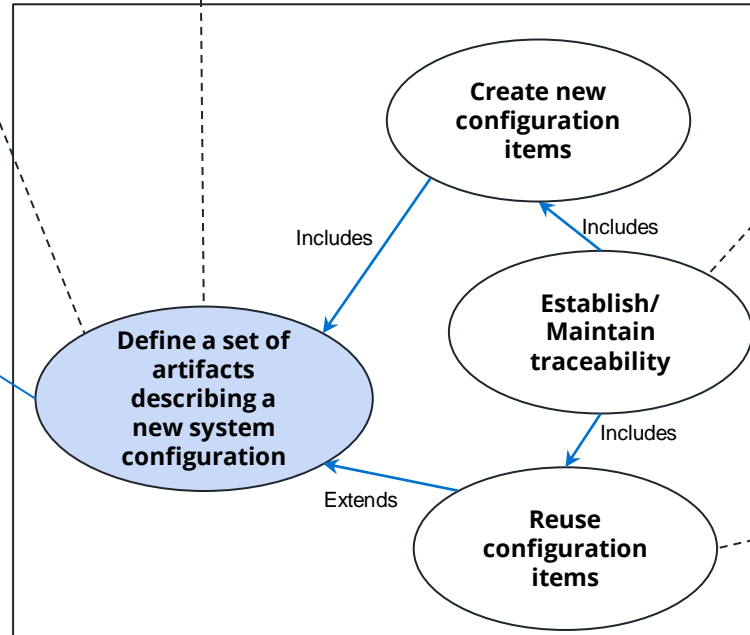 Create new
configuration
items
Includes
Includes
Establish/
Maintain
traceability
Define a set of
artifacts
describing a
new system
configuration
Includes
Extends
Reuse
configuration
items